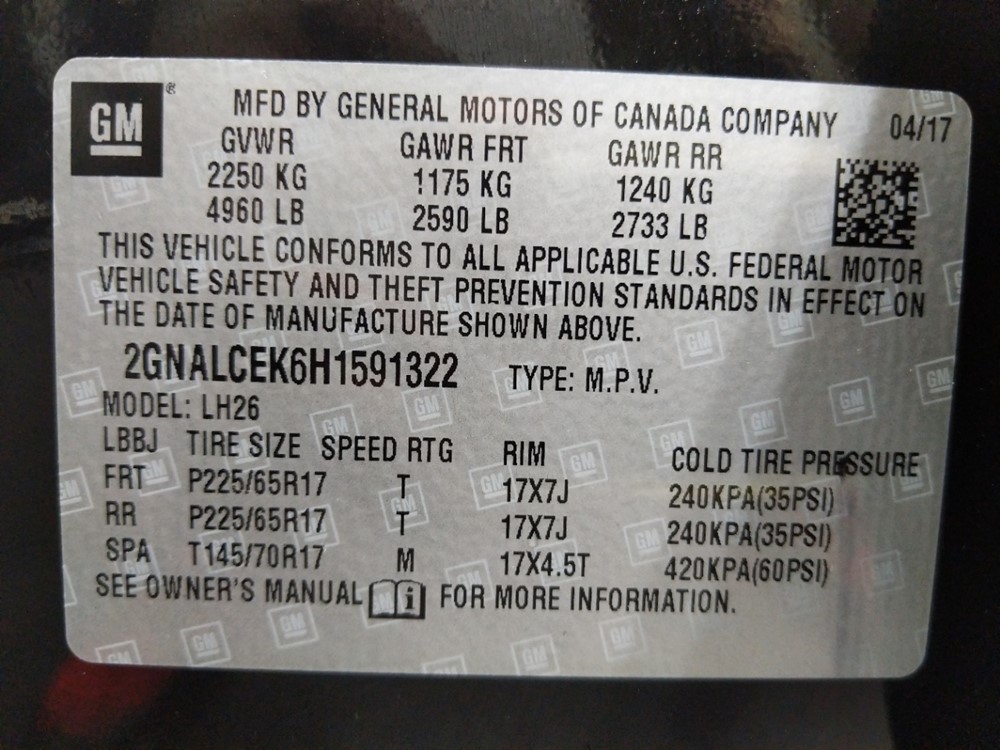 GM ® MFD BY GENERAL MOTORS OF CANADA COMPANY 04/17
GVWR GAWR FRT GAWR RR
2250 KG 1175 KG 1240 KG
4960 LB 2590 LB 2733 LB
THIS VEHICLE CONFORMS TO ALL APPLICABLE U.S. FEDERAL MOTOR
VEHICLE SAFETY AND THEFT PREVENTION STANDARDS IN EFFECT ON
THE DATE OF MANUFACTURE SHOWN ABOVE.
2GNALCEK6H1591322 TYPE: M.P.V.
MODEL: LH26
LBBJ TIRE SIZE SPEED RTG RIM COLD TIRE PRESSURE
FRT P225/65R17 T 17X7J 240KPA(35PSI)
RR P225/65R17 T 17X7J 240KPA(35PSI)
SPA T145/70R17 M 17X4.5T 420KPA(60PSI)
SEE OWNER'S MANUAL i FOR MORE INFORMATION.